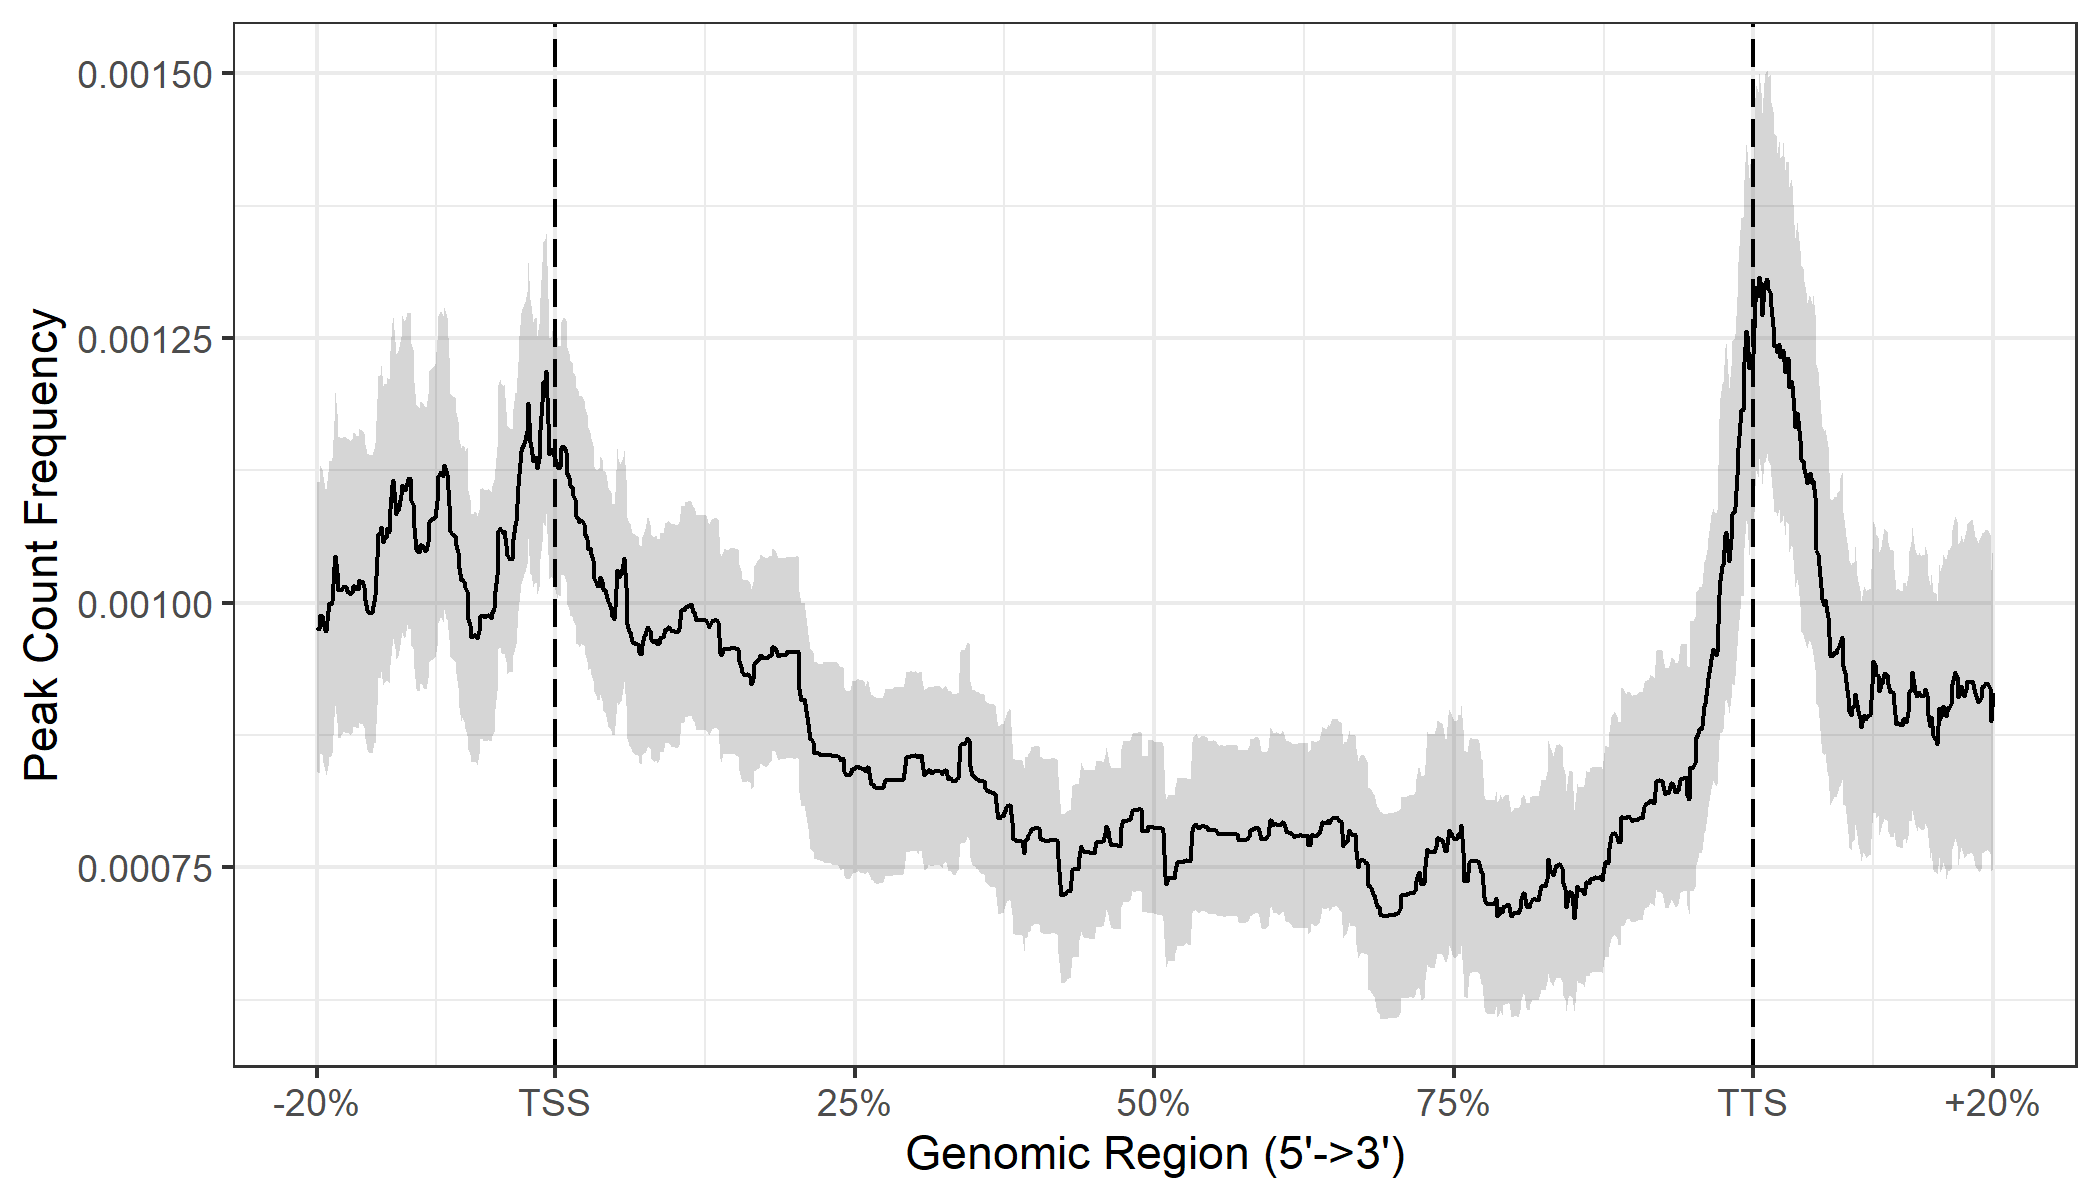 Peak Count Frequency
0.00150
0.00125
0.00100
0.00075
-20% TSS 25% 50% 75% TTS +20%
Genomic Region (5'->3')